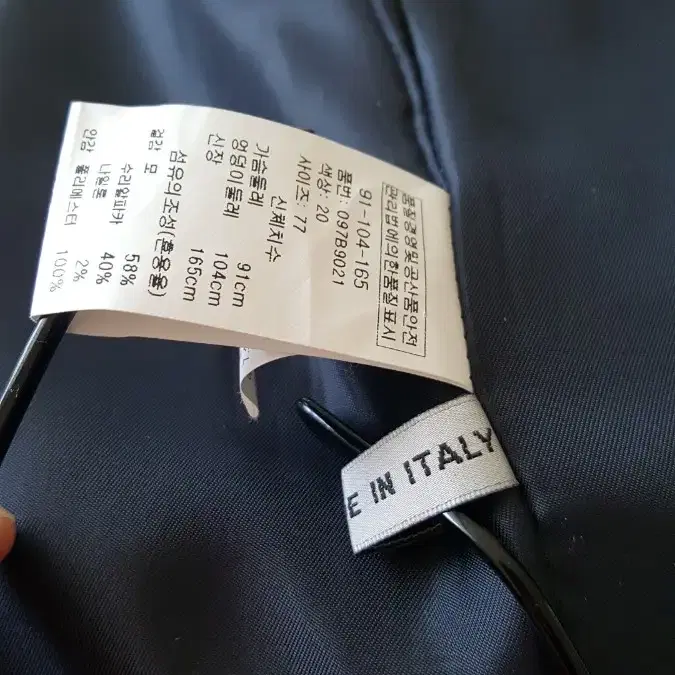 품질경영및공산품안전
관리법에의한품질표시
91-104-165
품번: 097B9021
색상: 20
사이즈: 77
신체치수
가슴둘레 91cm
엉덩이둘레 104cm
신장 165cm
섬유의조성(혼용율)
겉감 모 58%
수리알파카 40%
나일론 2%
안감 폴리에스터 100%
E IN ITALY